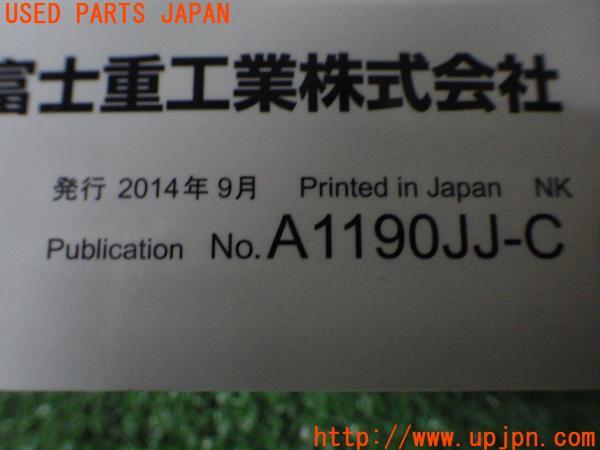 USED PARTS JAPAN
富士重工業株式会社
発行 2014年 9月 Printed in Japan NK
Publication No. A1190JJ-C
http://www.upjpn.com